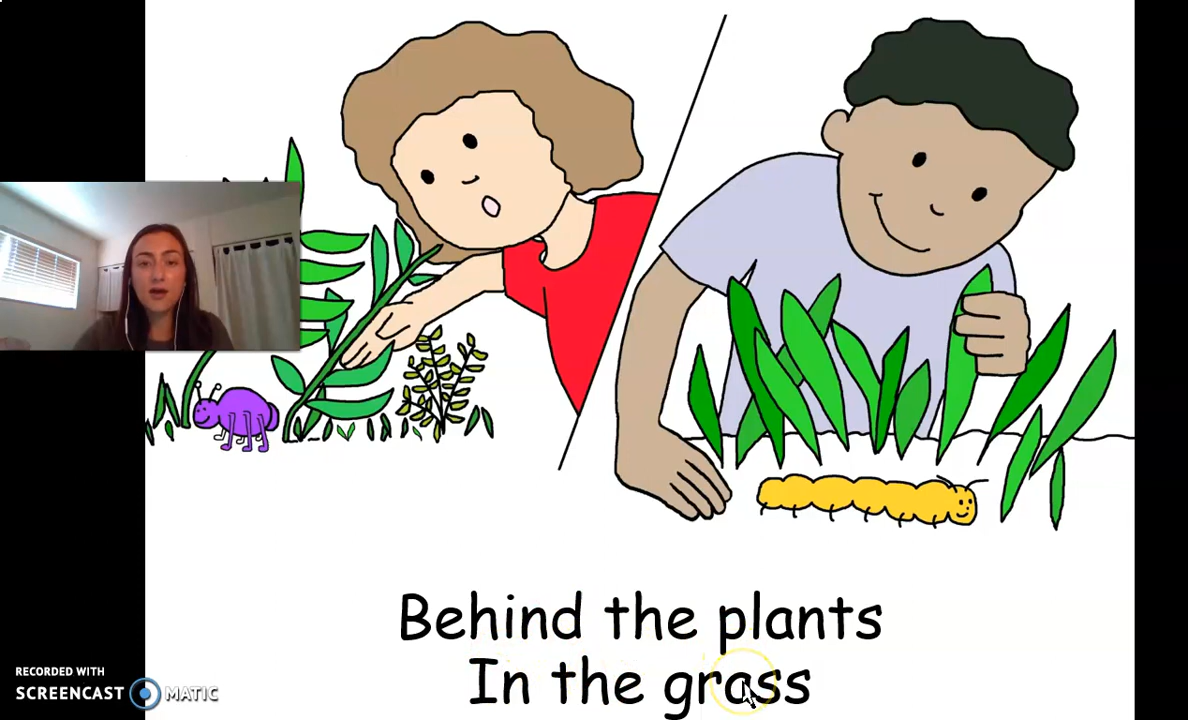 Behind the plants
In the grass
RECORDED WITH
SCREENCAST MATIC